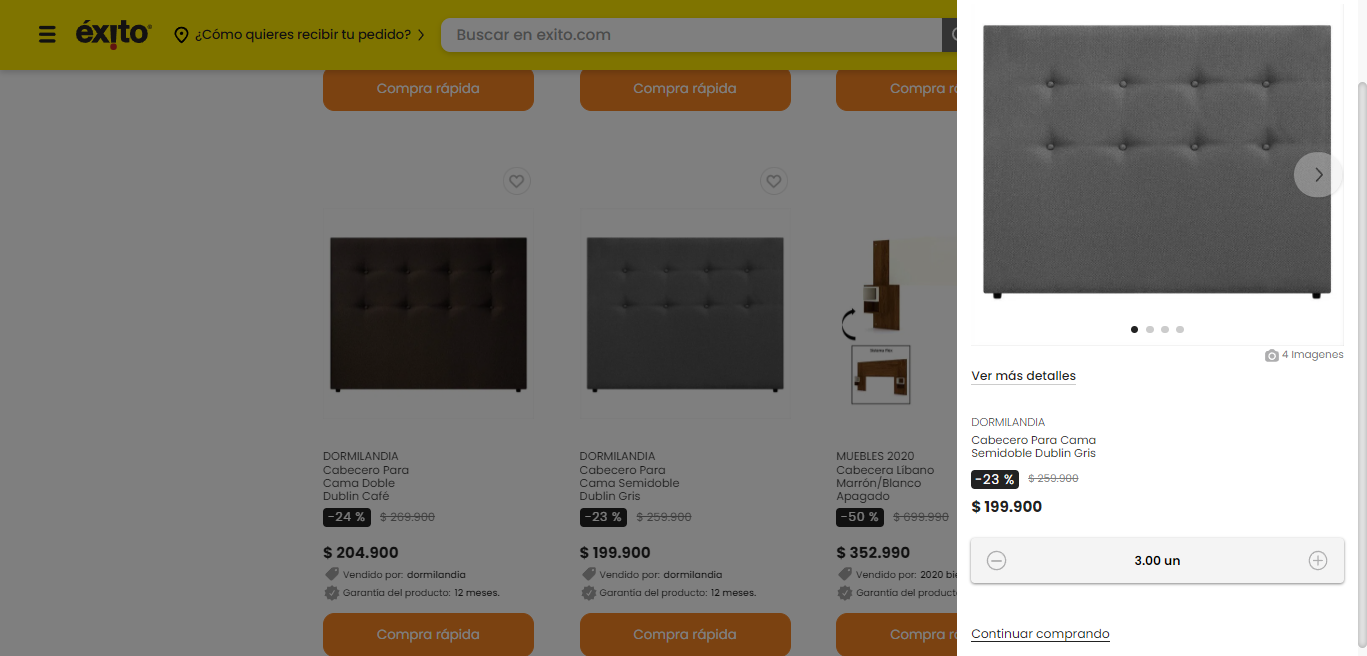 éxito
¿Cómo quieres recibir tu pedido?
Buscar en exito.com
Compra rápida
Compra rápida
Compra rá
DORMILANDIA
Cabecero Para
Cama Doble
Dublin Café
-24 % $ 269.900
$ 204.900
Vendido por: dormilandia
Garantía del producto: 12 meses.
Compra rápida
DORMILANDIA
Cabecero Para
Cama Semidoble
Dublin Gris
-23 % $ 259.900
$ 199.900
Vendido por: dormilandia
Garantía del producto: 12 meses.
Compra rápida
MUEBLES 2020
Cabecera Líbano
Marrón/Blanco
Apagado
-50 % $ 699.990
$ 352.990
Vendido por: 2020 bie
Garantía del product
Compra rá
4 Imagenes
Ver más detalles
DORMILANDIA
Cabecero Para Cama
Semidoble Dublin Gris
-23 % $ 259.900
$ 199.900
3.00 un
Continuar comprando